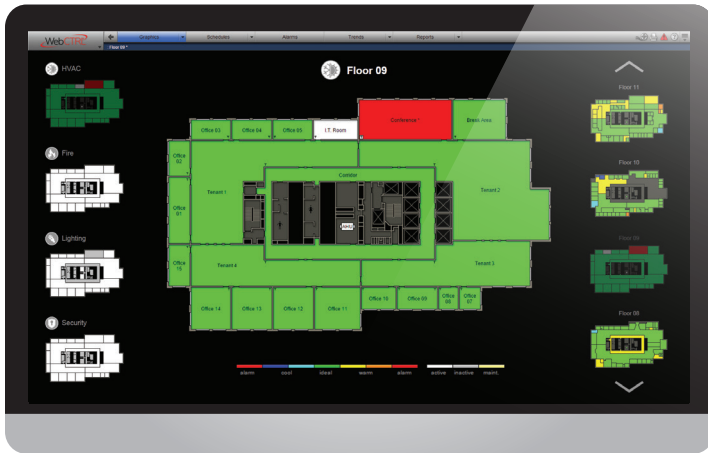 WebCTRL
Graphics Schedules Alarms Trends Reports
Floor 09
HVAC
Floor 09
Floor 11
Conference 1
Break Area
Office 03
Office 04
Office 05
I.T. Room
Fire
Office 02
Corridor
Floor 10
Tenant 1
Tenant 2
Office 01
AHU
Lighting
Floor 09
Office 15
Tenant 4
Tenant 3
Office 14
Office 13
Office 12
Office 11
Office 10
Office 09
Office 08
Office 07
Security
Floor 08
alarm cool ideal warm alarm active inactive maint.